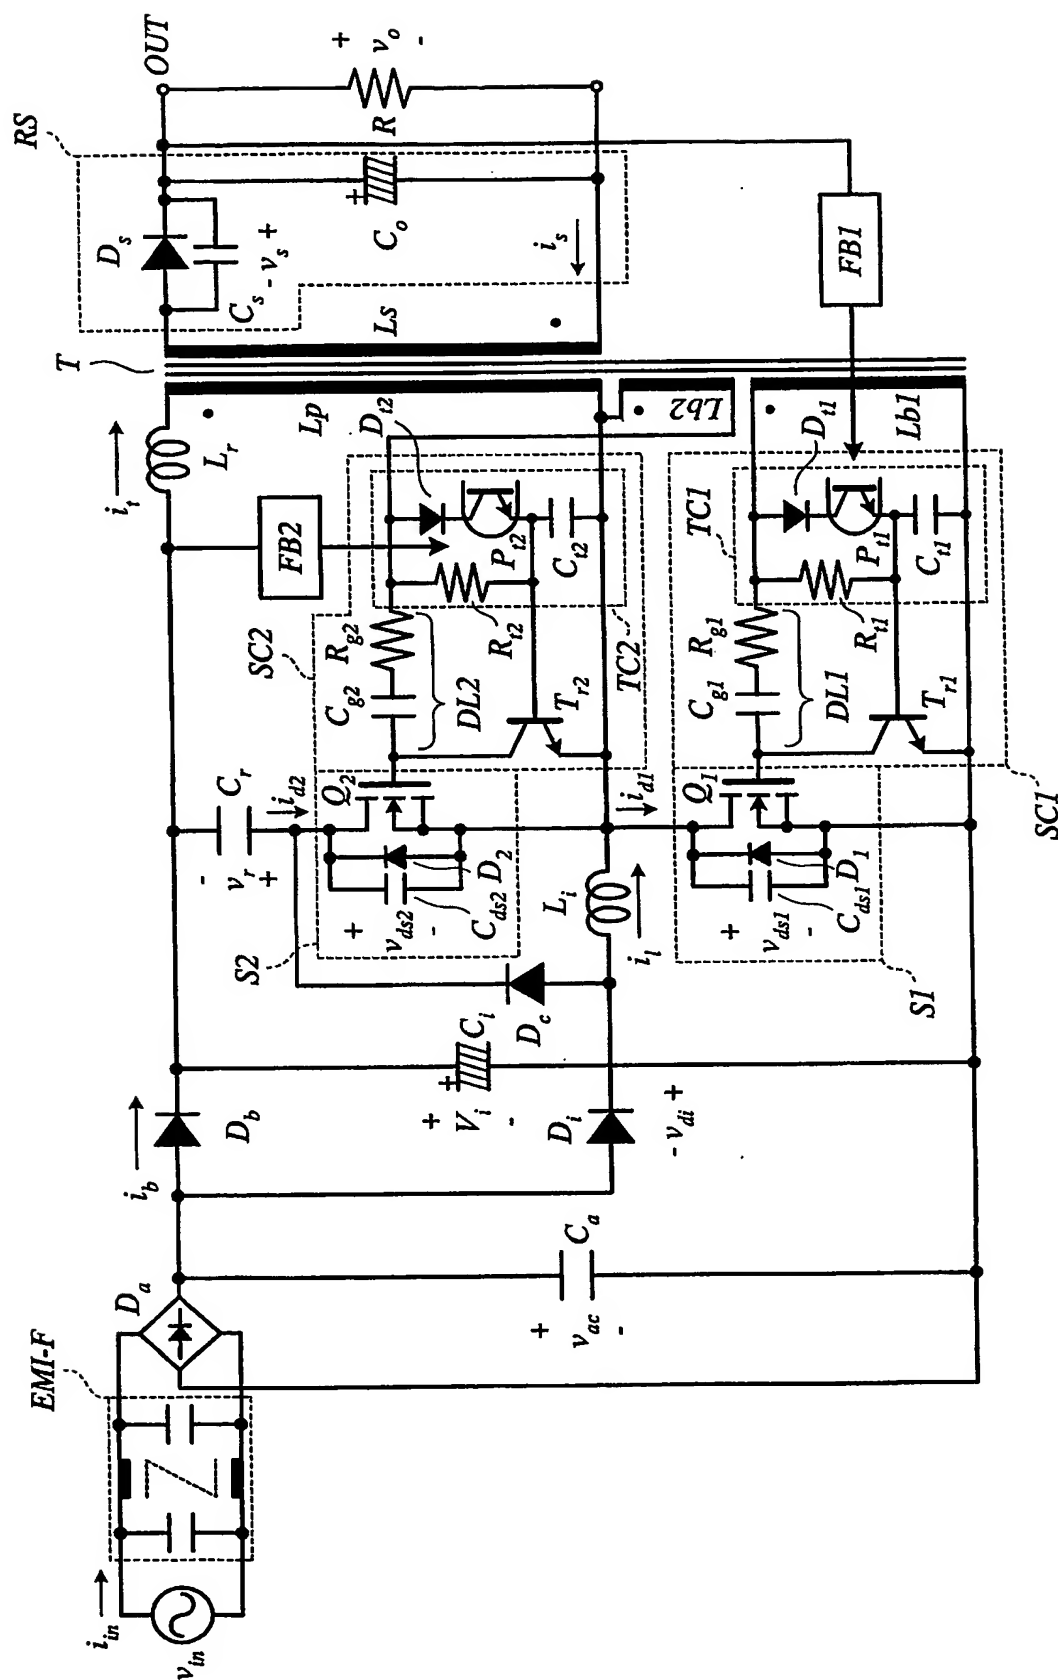 EMI-F
i_in
v_in
D_a
+
v_ac
-
C_a
i_b
D_b
+
V_i
-
+
C_i
D_i
- v_di +
D_c
S2
-
v_r
+
C_r
i_d2
+
v_ds2
-
C_ds2
D_2
Q_2
L_i
i_l
i_d1
S1
+
v_ds1
-
C_ds1
D_1
Q_1
SC1
SC2
C_g2
R_g2
DL2
T_r2
TC2
R_t2
FB2
P_t2
C_t2
D_t2
C_g1
R_g1
DL1
T_r1
R_t1
TC1
P_t1
C_t1
D_t1
i_t
L_r
Lp
Lb2
Lb1
T
Ls
RS
D_s
C_s
- v_s +
+
C_o
i_s
FB1
OUT
R
+
v_o
-